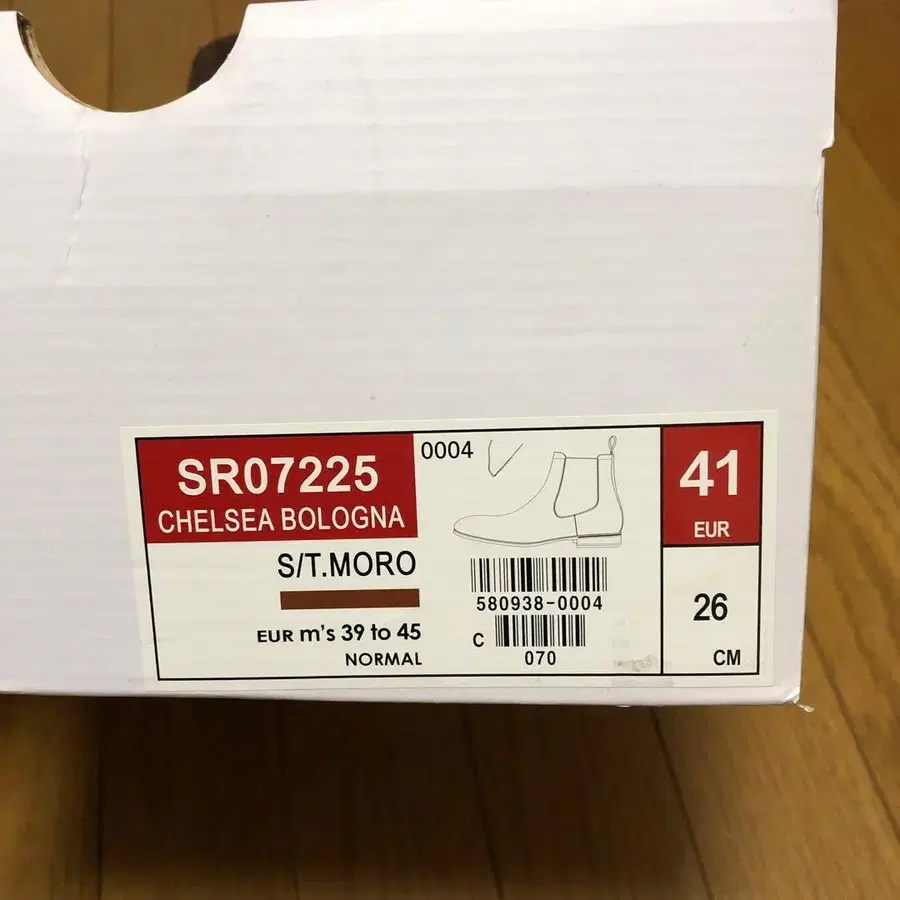 SR07225
CHELSEA BOLOGNA
S/T.MORO
EUR m's 39 to 45
NORMAL
0004
580938-0004
C
070
41
EUR
26
CM